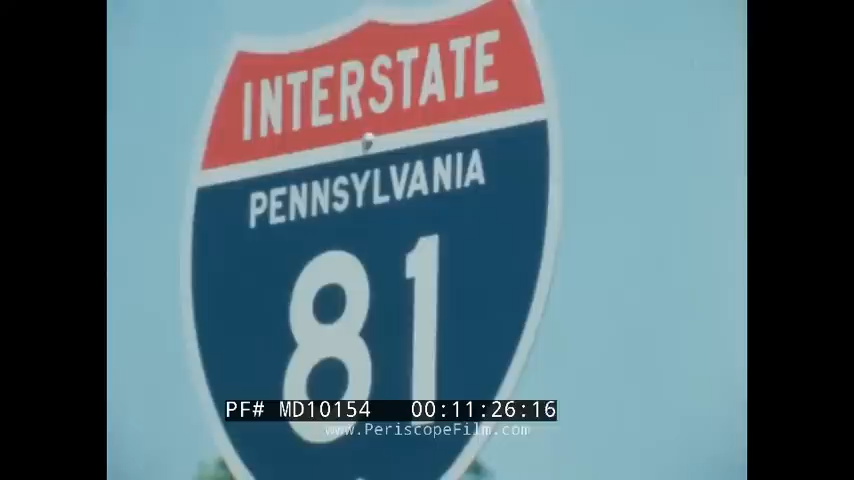 INTERSTATE
PENNSYLVANIA
81
PF# MD10154 00:11:26:16
www.PeriscopeFilm.com